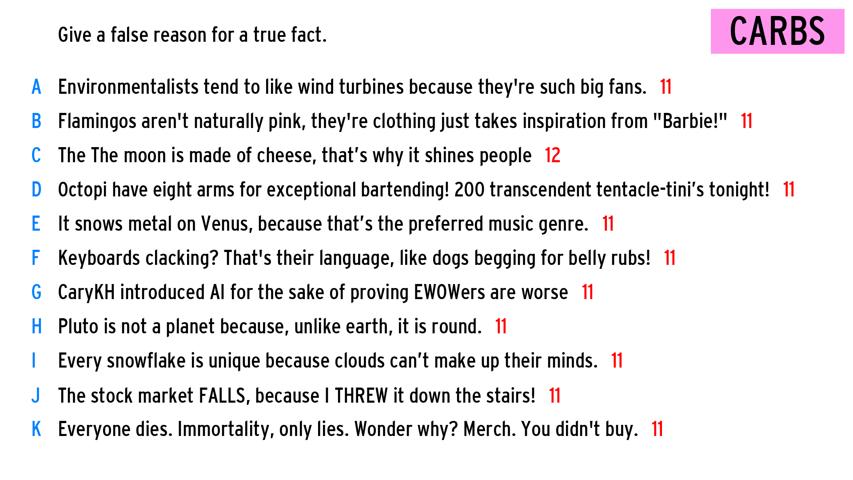 Give a false reason for a true fact.
CARBS
A Environmentalists tend to like wind turbines because they're such big fans. 11
B Flamingos aren't naturally pink, they're clothing just takes inspiration from "Barbie!" 11
C The The moon is made of cheese, that's why it shines people 12
D Octopi have eight arms for exceptional bartending! 200 transcendent tentacle-tini's tonight! 11
E It snows metal on Venus, because that's the preferred music genre. 11
F Keyboards clacking? That's their language, like dogs begging for belly rubs! 11
G CaryKH introduced AI for the sake of proving EWOWers are worse 11
H Pluto is not a planet because, unlike earth, it is round. 11
I Every snowflake is unique because clouds can't make up their minds. 11
J The stock market FALLS, because I THREW it down the stairs! 11
K Everyone dies. Immortality, only lies. Wonder why? Merch. You didn't buy. 11